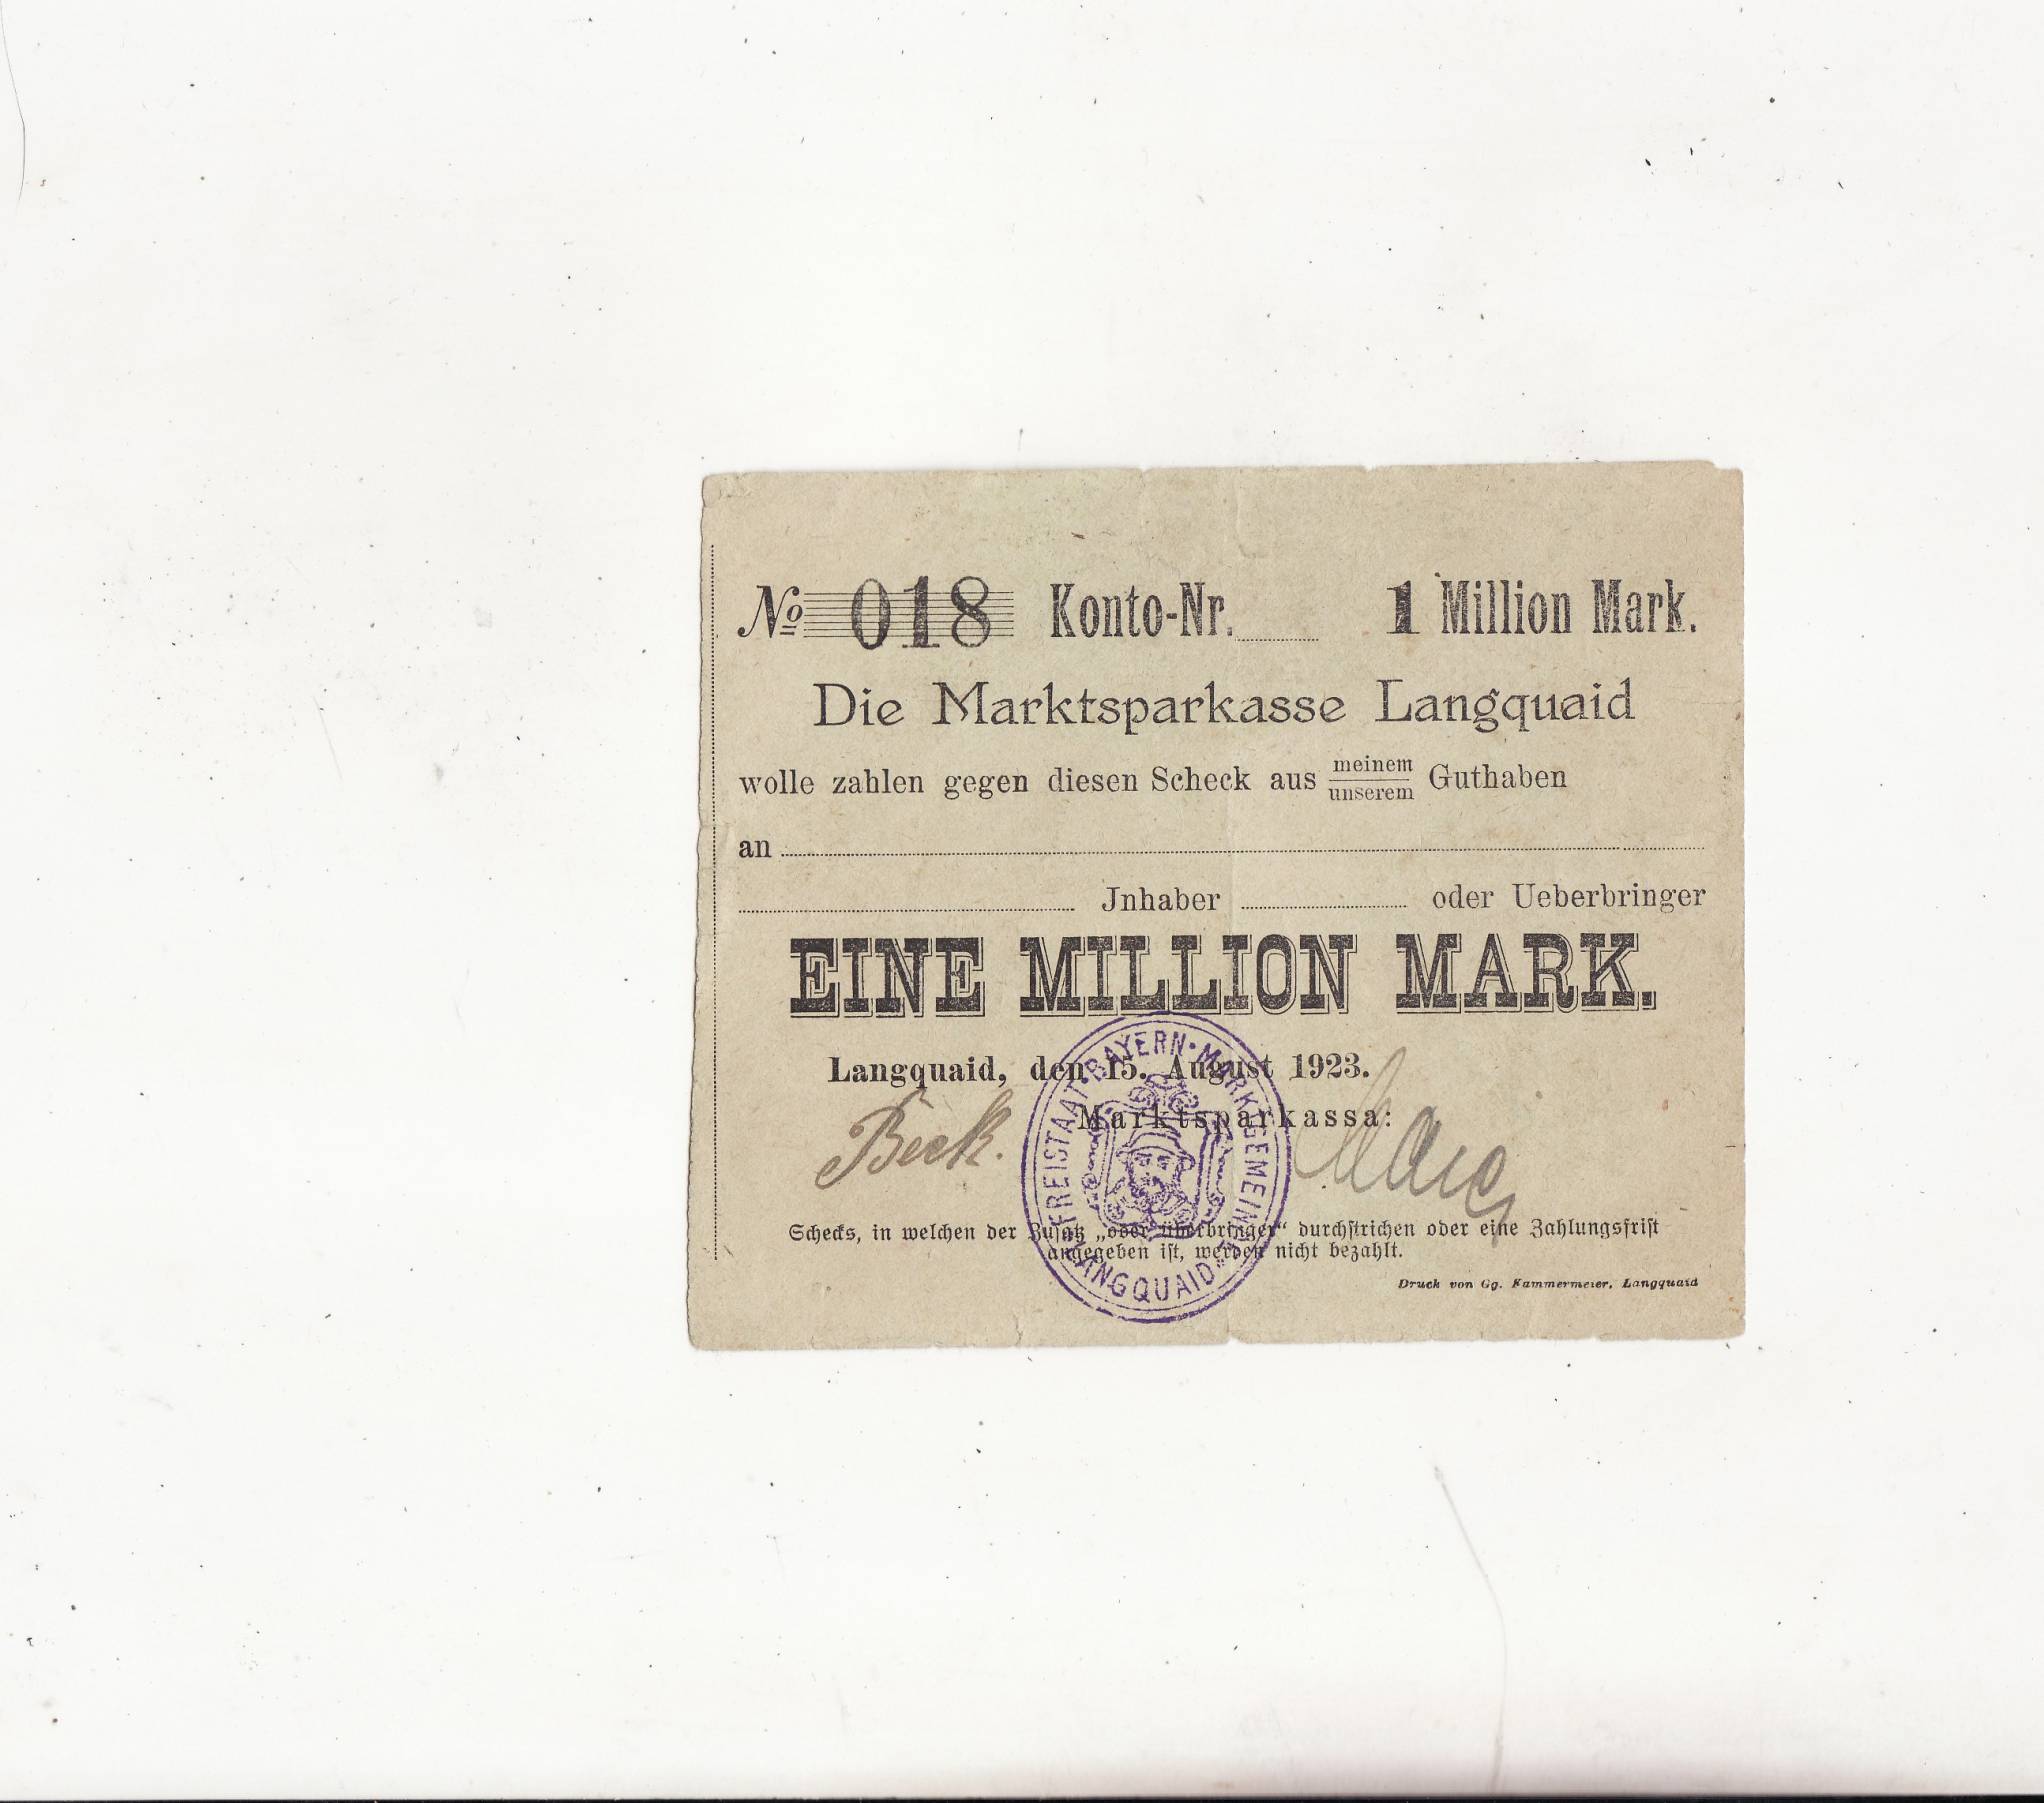 No 018 Konto-Nr. 1 Million Mark.
Die Marktsparkasse Langquaid
wolle zahlen gegen diesen Scheck aus meinem
unserem Guthaben
an
Jnhaber oder Ueberbringer
EINE MILLION MARK.
Langquaid, den 15. August 1923.
Marktsparkassa:
Beck.
FREISTAAT·BAYERN·MARKTGEMEINDE
LANGQUAID
Schecks, in welchen der Zusatz „oder überbringer“ durchstrichen oder eine Zahlungsfrist
angegeben ist, werden nicht bezahlt.
Druck von Gg. Kammermeier, Langquaid